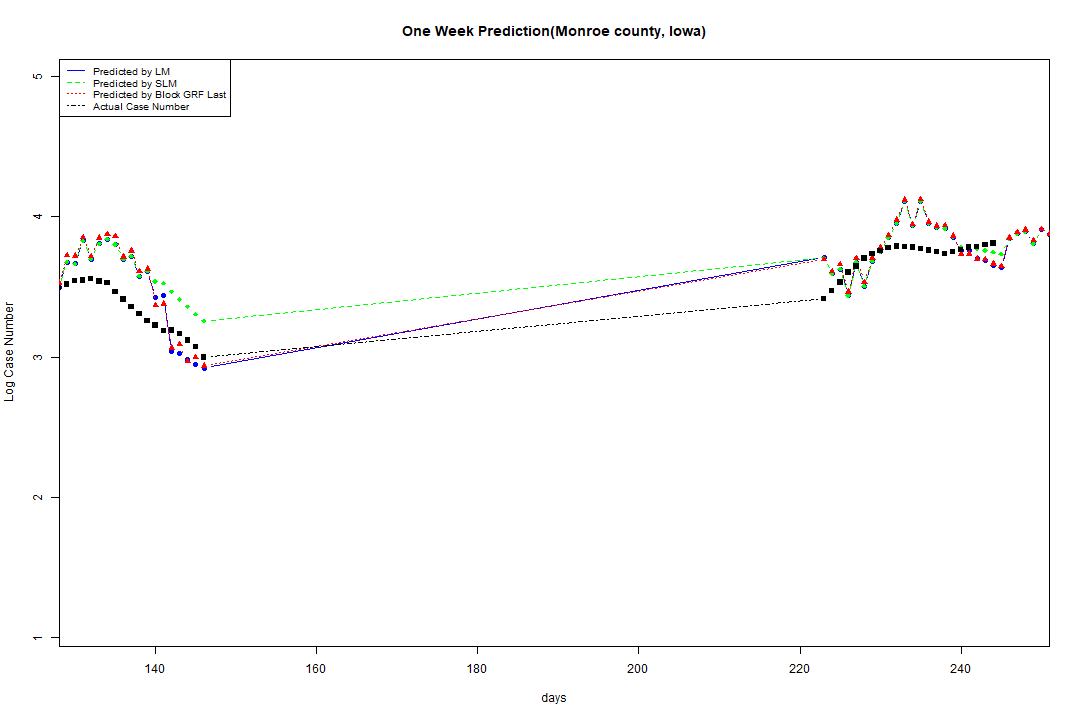 One Week Prediction(Monroe county, Iowa)
Predicted by LM
Predicted by SLM
Predicted by Block GRF Last
Actual Case Number
5
4
3
2
1
Log Case Number
140 160 180 200 220 240
days